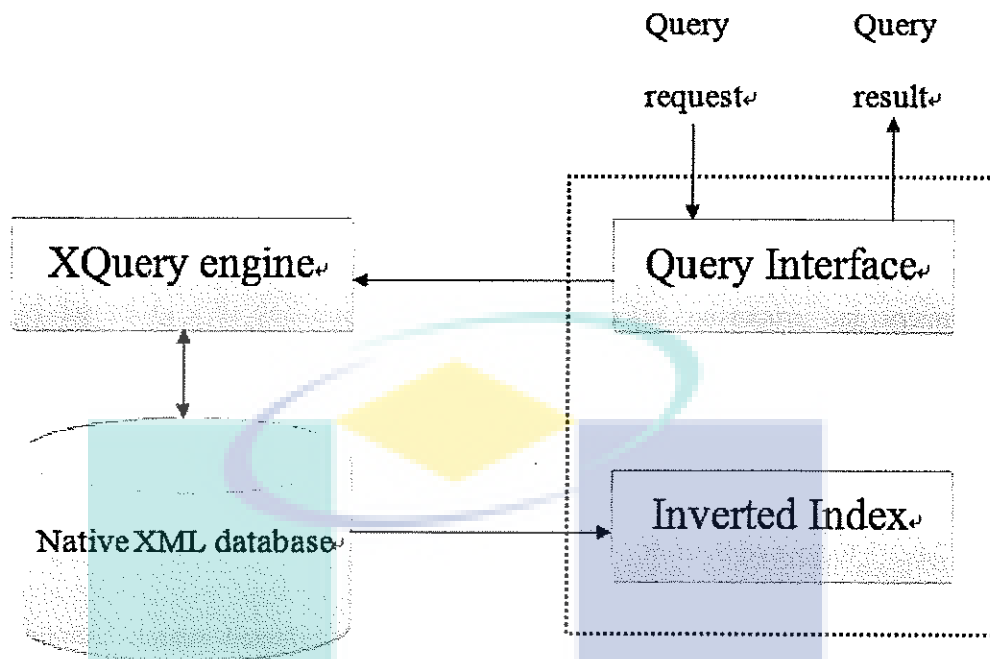 Query Query
request result
XQuery engine
Query Interface
Native XML database
Inverted Index